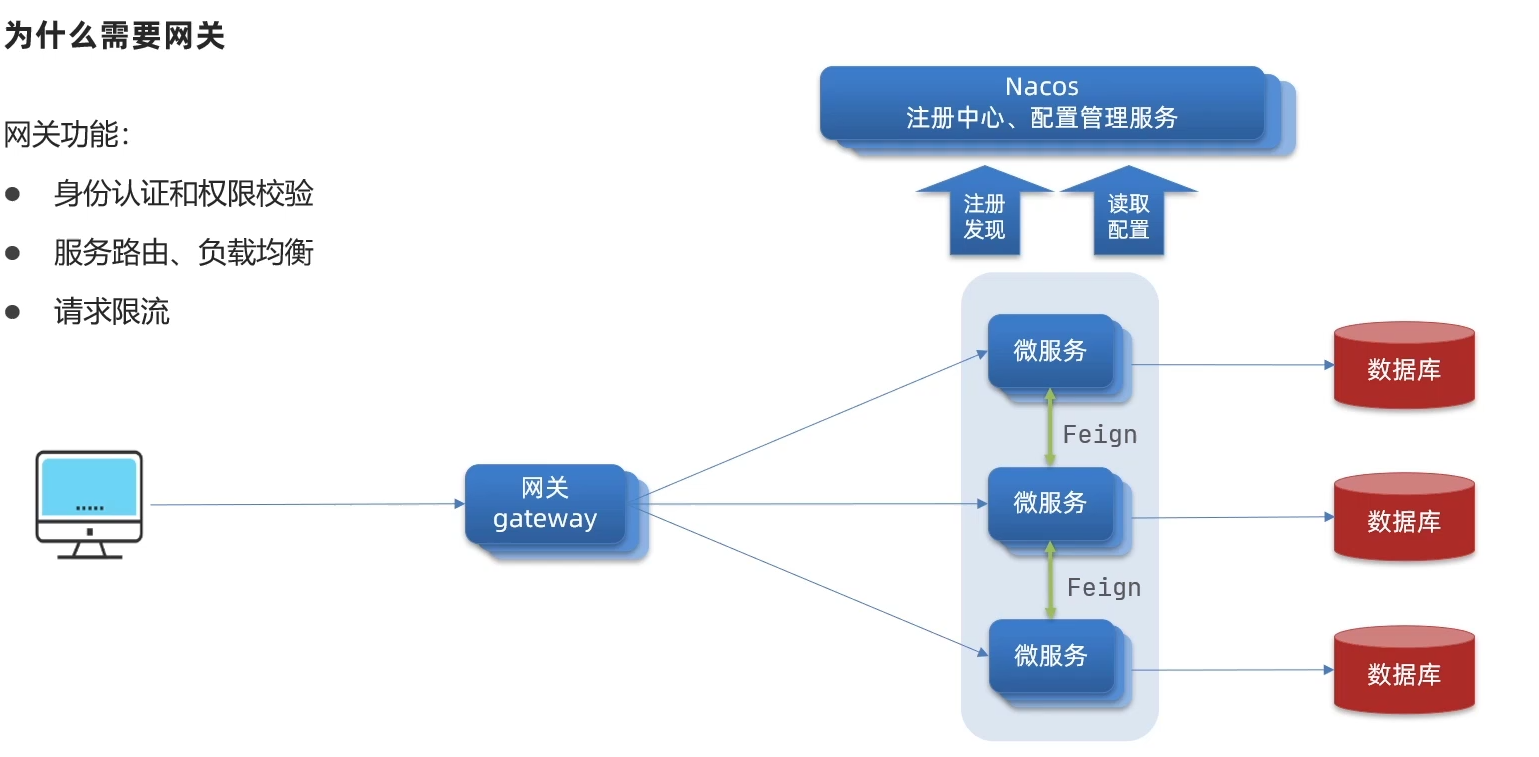 为什么需要网关
网关功能：
身份认证和权限校验
服务路由、负载均衡
请求限流
Nacos
注册中心、配置管理服务
注册
发现
读取
配置
微服务
数据库
Feign
网关
gateway
微服务
数据库
Feign
微服务
数据库